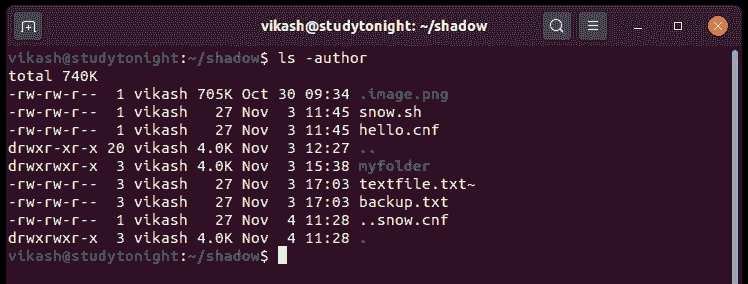 vikash@studytonight: ~/shadow
vikash@studytonight:~/shadow$ ls -author
total 740K
-rw-rw-r--  1 vikash 705K Oct 30 09:34 .image.png
-rw-rw-r--  1 vikash   27 Nov  3 11:45 snow.sh
-rw-rw-r--  1 vikash   27 Nov  3 11:45 hello.cnf
drwxr-xr-x 20 vikash 4.0K Nov  3 12:27 ..
drwxrwxr-x  3 vikash 4.0K Nov  3 15:38 myfolder
-rw-rw-r--  3 vikash   27 Nov  3 17:03 textfile.txt~
-rw-rw-r--  3 vikash   27 Nov  3 17:03 backup.txt
-rw-rw-r--  1 vikash   27 Nov  4 11:28 ..snow.cnf
drwxrwxr-x  3 vikash 4.0K Nov  4 11:28 .
vikash@studytonight:~/shadow$